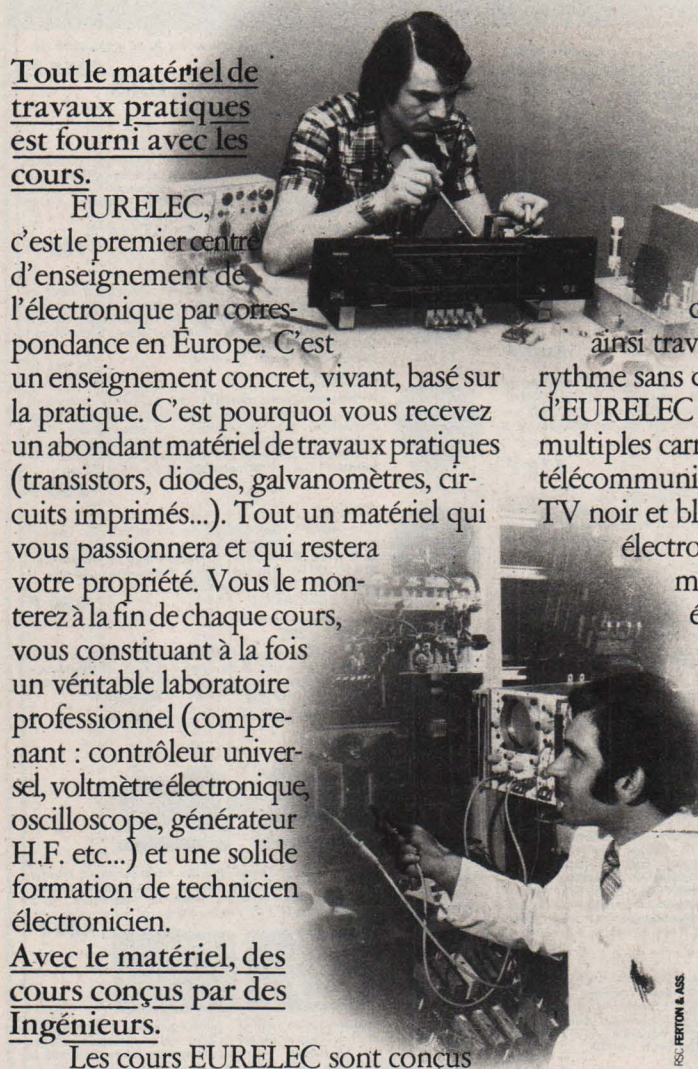 Tout le matériel de
travaux pratiques
est fourni avec les
cours.
EURELEC,
c'est le premier centre
d'enseignement de
l'électronique par corres-
pondance en Europe. C'est
un enseignement concret, vivant, basé sur
la pratique. C'est pourquoi vous recevez
un abondant matériel de travaux pratiques
(transistors, diodes, galvanomètres, cir-
cuits imprimés...). Tout un matériel qui
vous passionnera et qui restera
votre propriété. Vous le mon-
terez à la fin de chaque cours,
vous constituant à la fois
un véritable laboratoire
professionnel (compre-
nant : contrôleur univer-
sel, voltmètre électronique,
oscilloscope, générateur
H.F. etc...) et une solide
formation de technicien
électronicien.
Avec le matériel, des
cours conçus par des
Ingénieurs.
Les cours EURELEC sont conçus
ainsi trav
rythme sans
d'EURELEC
multiples
télécommuni
TV noir et bl
électro
m
é
RSC FERTON & ASS.